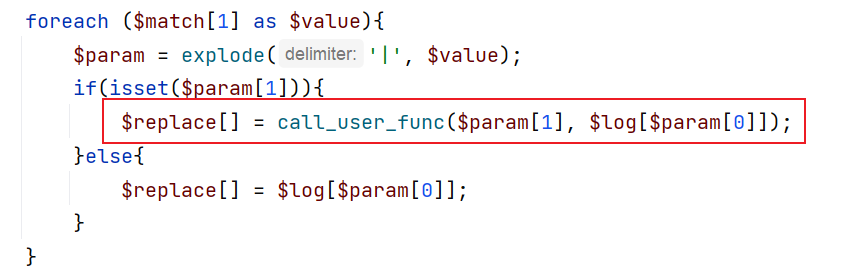 foreach ($match[1] as $value){
    $param = explode( delimiter: '|', $value);
    if(isset($param[1])){
        $replace[] = call_user_func($param[1], $log[$param[0]]);
    }else{
        $replace[] = $log[$param[0]];
    }
}